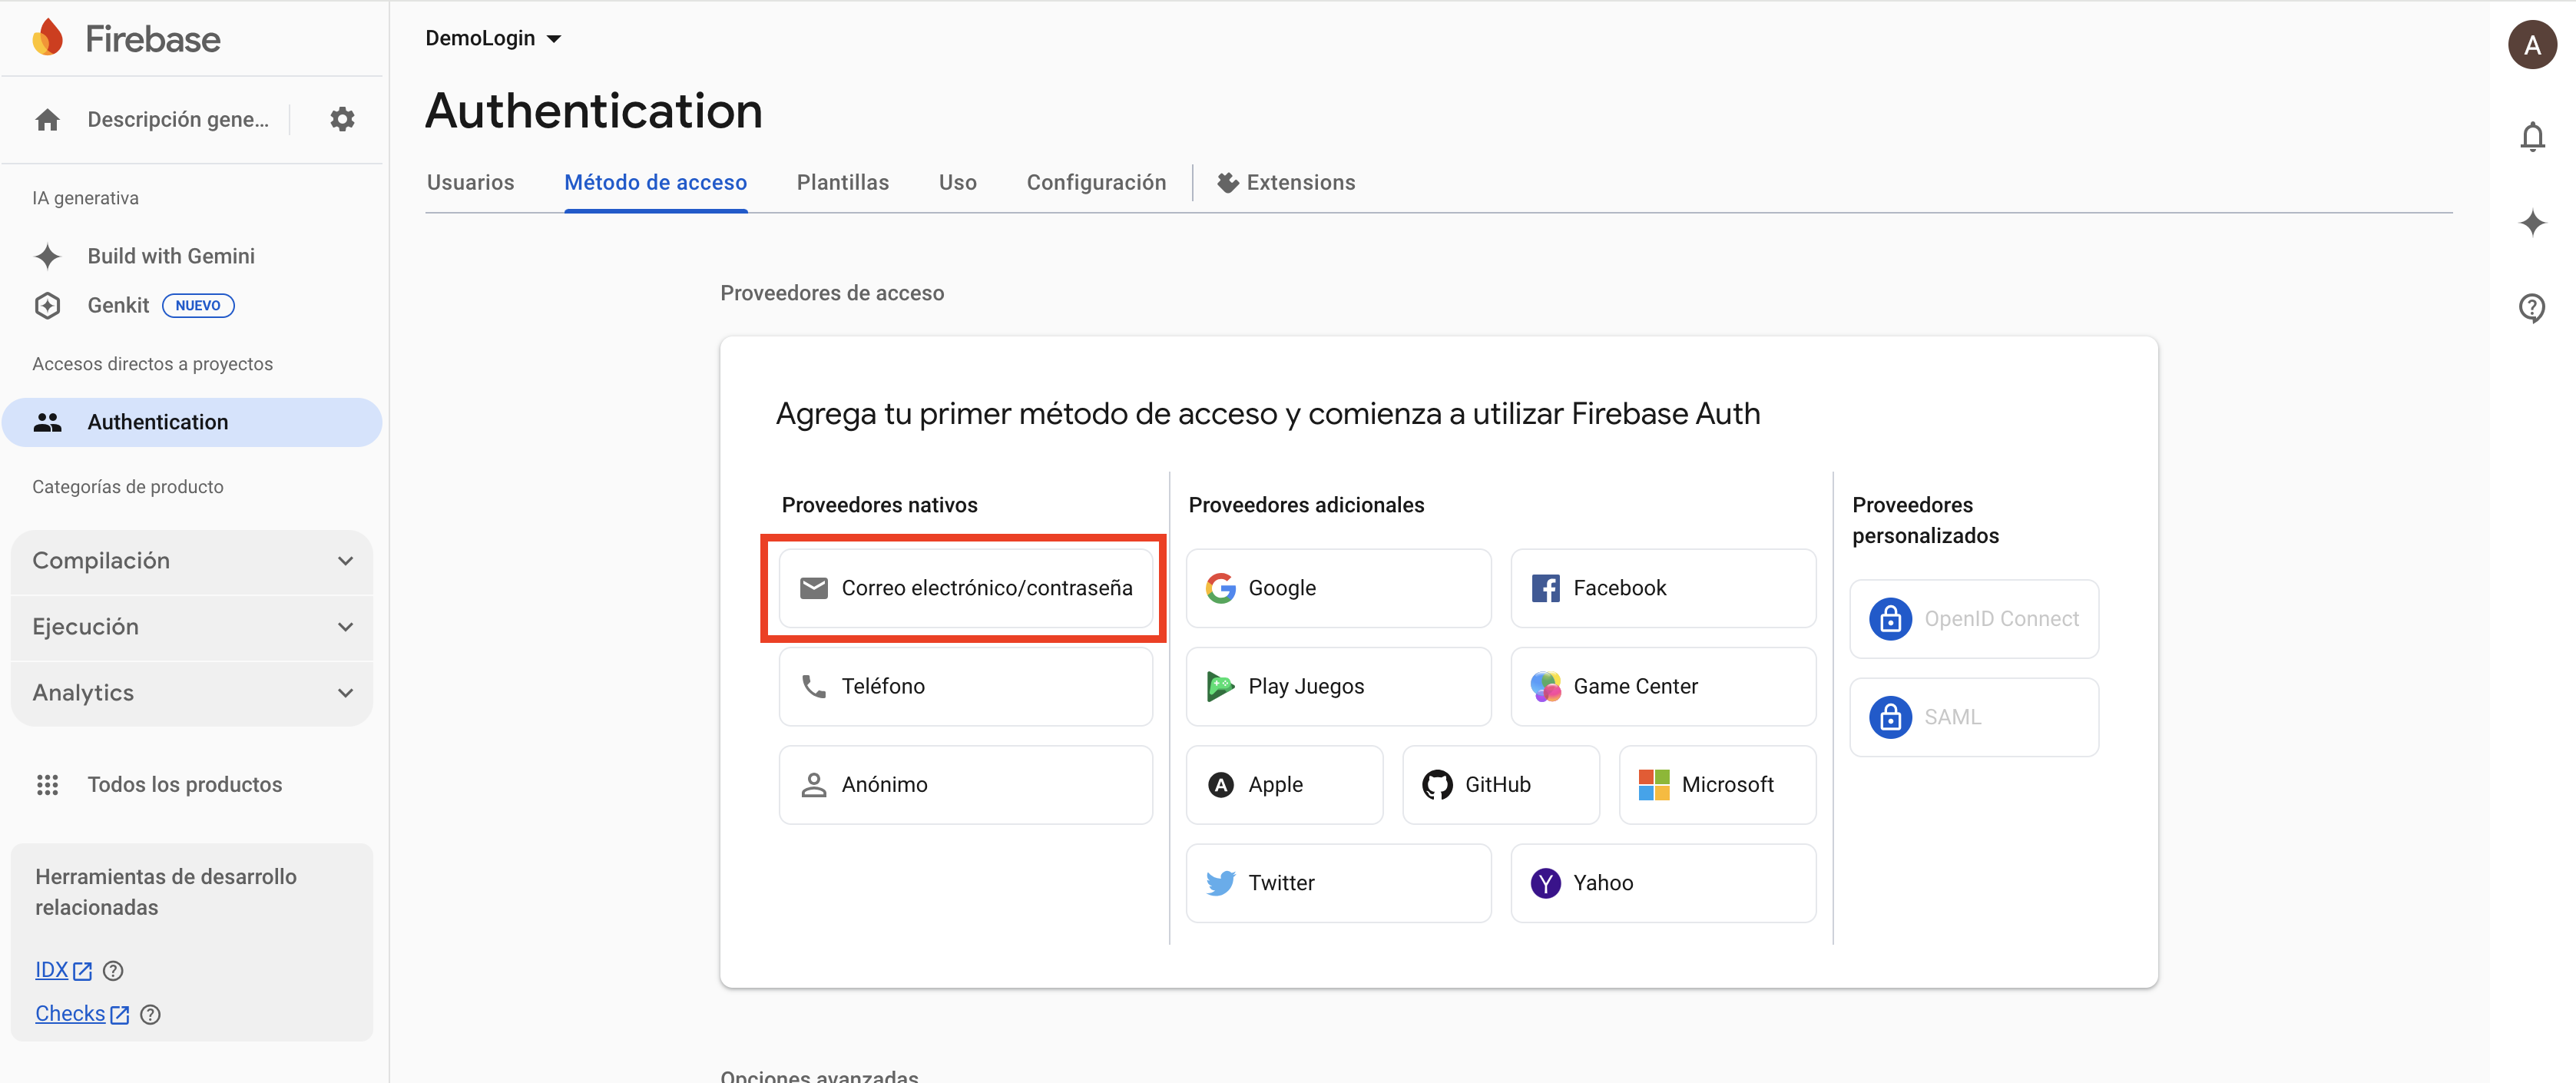 Firebase
Descripción gene...
IA generativa
Build with Gemini
Genkit NUEVO
Accesos directos a proyectos
Authentication
Categorías de producto
Compilación
Ejecución
Analytics
Todos los productos
Herramientas de desarrollo
relacionadas
IDX
Checks
DemoLogin
A
Authentication
Usuarios Método de acceso Plantillas Uso Configuración Extensions
Proveedores de acceso
Agrega tu primer método de acceso y comienza a utilizar Firebase Auth
Proveedores nativos
Correo electrónico/contraseña
Teléfono
Anónimo
Proveedores adicionales
Google Facebook
Play Juegos Game Center
Apple GitHub Microsoft
Twitter Yahoo
Proveedores
personalizados
OpenID Connect
SAML
Opciones avanzadas